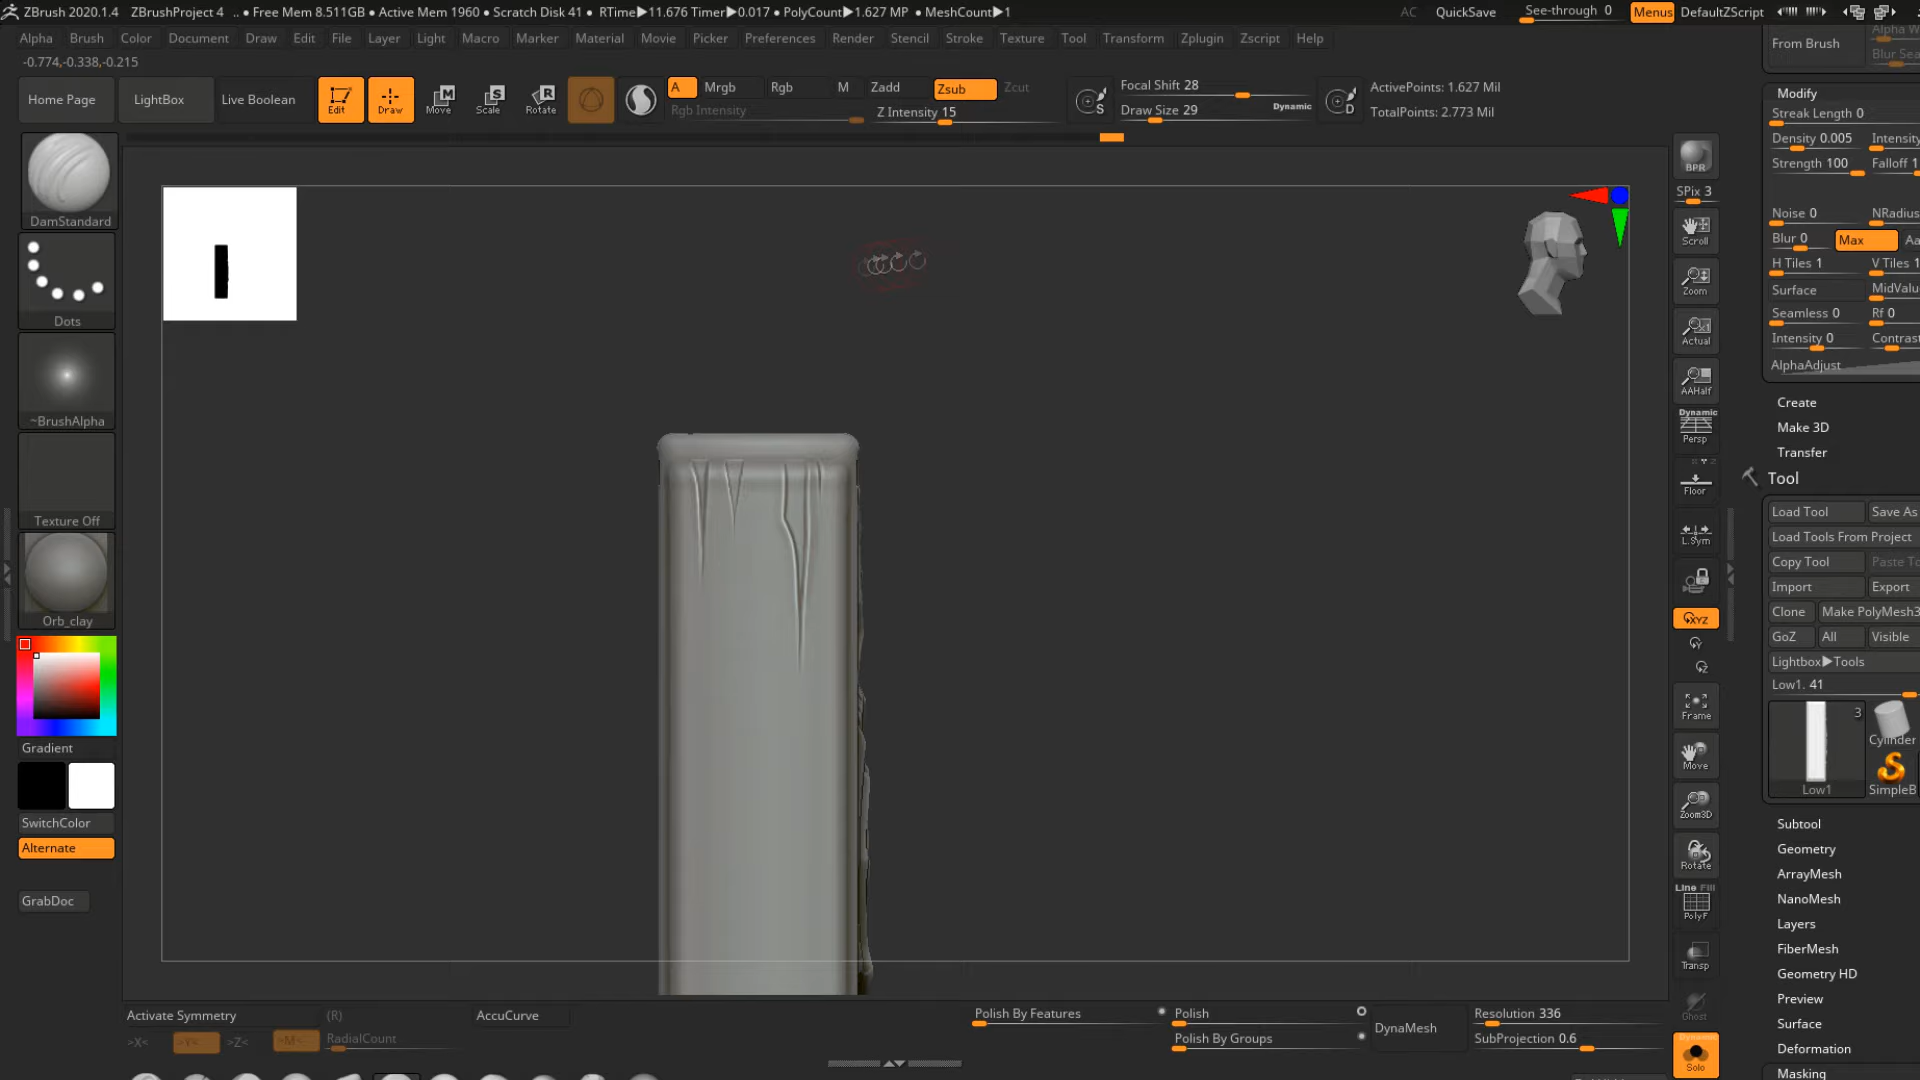 ZBrush 2020.1.4 ZBrushProject 4 .. ● Free Mem 8.511GB ● Active Mem 1960 ● Scratch Disk 41 ● RTime▶11.676 Timer▶0.017 ● PolyCount▶1.627 MP ● MeshCount▶1 AC QuickSave See-through 0 Menus DefaultZScript
Alpha Brush Color Document Draw Edit File Layer Light Macro Marker Material Movie Picker Preferences Render Stencil Stroke Texture Tool Transform Zplugin Zscript Help
-0.774,-0.338,-0.215
Home Page LightBox Live Boolean Edit Draw Move Scale Rotate
A Mrgb Rgb M Zadd Zsub Zcut
Rgb Intensity Z Intensity 15
Focal Shift 28
Draw Size 29 Dynamic
ActivePoints: 1.627 Mil
TotalPoints: 2.773 Mil
DamStandard
Dots
~BrushAlpha
Texture Off
Orb_clay
Gradient
SwitchColor
Alternate
GrabDoc
BPR
SPix 3
Scroll
Zoom
Actual
AAHalf
Dynamic
Persp
Floor
L.Sym
XYZ
Frame
Move
Zoom3D
Rotate
Line Fill
PolyF
Transp
Ghost
Dynamic
Solo
From Brush
Modify
Streak Length 0
Density 0.005 Intensity
Strength 100 Falloff 1
Noise 0 NRadius
Blur 0 Max Aa
H Tiles 1 V Tiles 1
Surface MidValu
Seamless 0 Rf 0
Intensity 0 Contras
AlphaAdjust
Create
Make 3D
Transfer
Tool
Load Tool Save As
Load Tools From Project
Copy Tool Paste To
Import Export
Clone Make PolyMesh3
GoZ All Visible
Lightbox▶Tools
Low1. 41
3
Cylinder
Low1 SimpleB
Subtool
Geometry
ArrayMesh
NanoMesh
Layers
FiberMesh
Geometry HD
Preview
Surface
Deformation
Masking
Activate Symmetry (R) AccuCurve
>X< >Y< >Z< >M< RadialCount
Polish By Features Polish
Polish By Groups
DynaMesh
Resolution 336
SubProjection 0.6